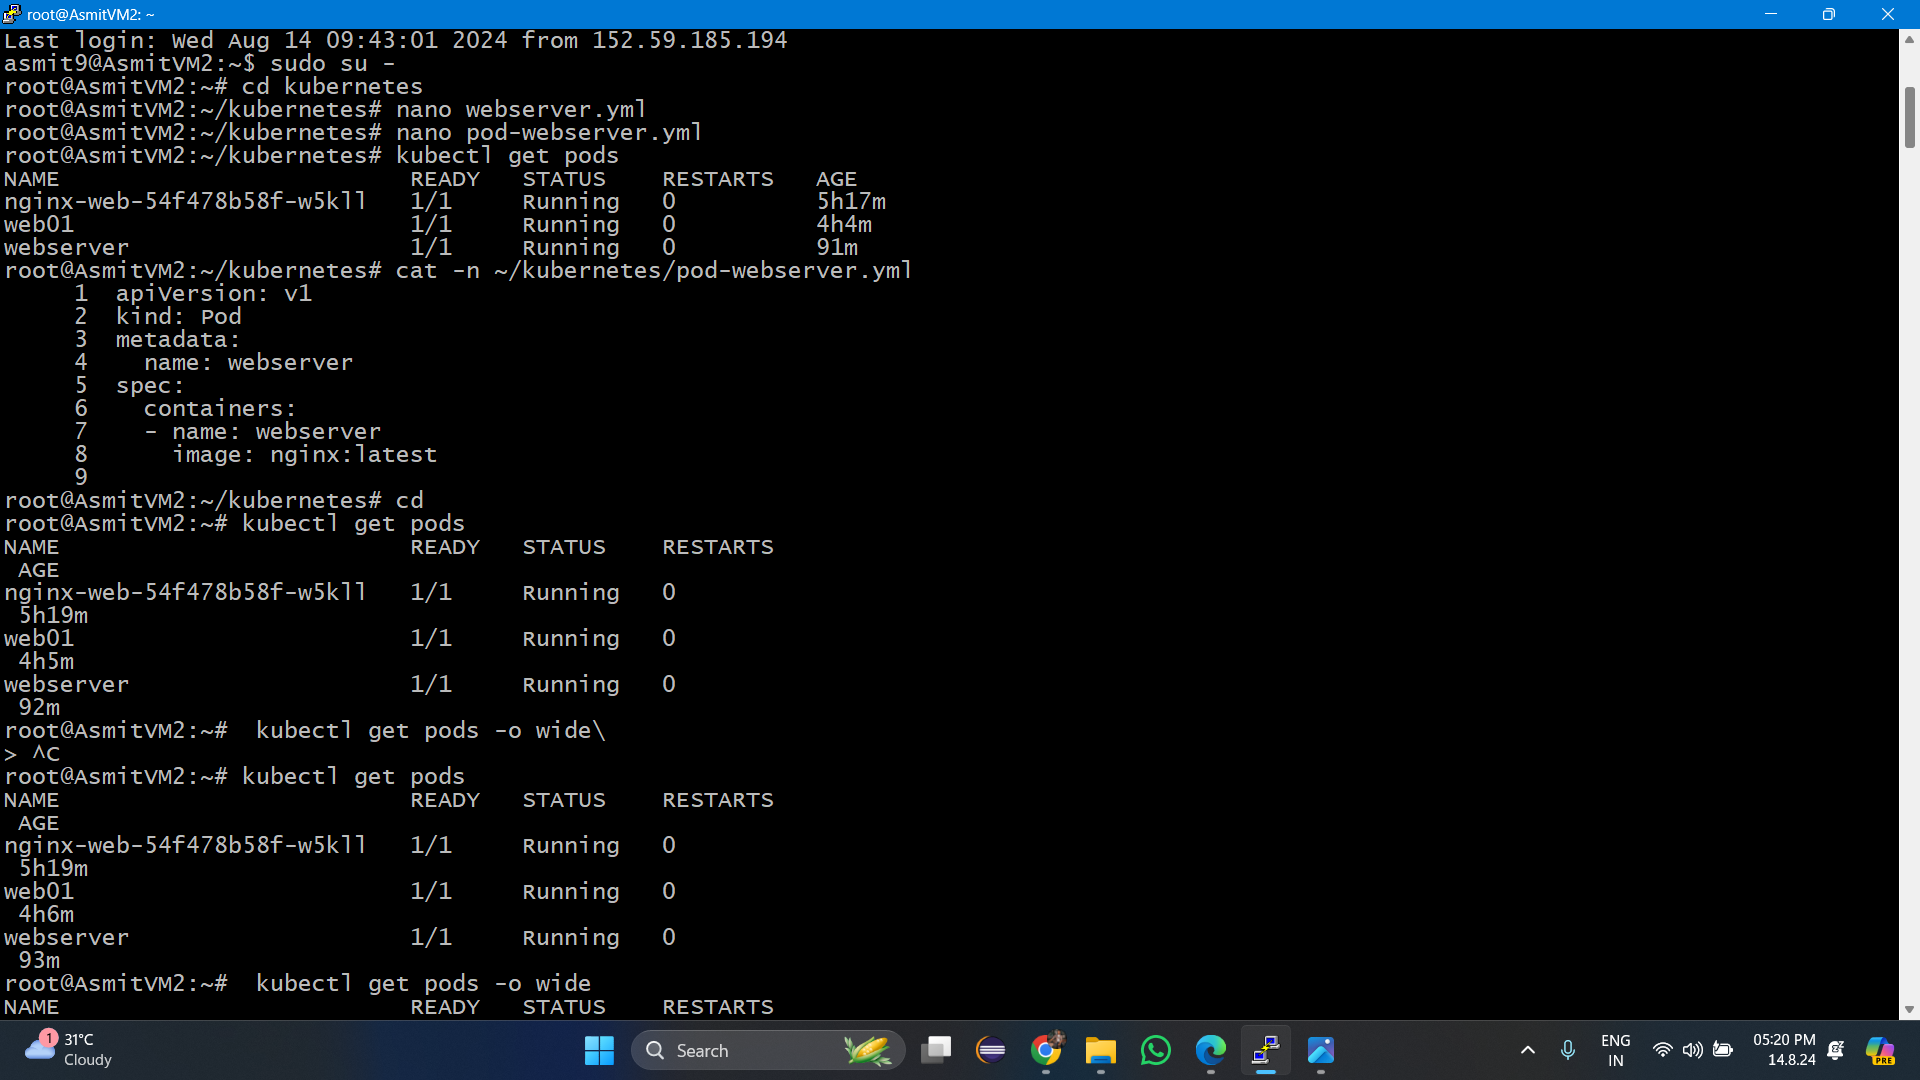 root@AsmitVM2: ~
Last login: Wed Aug 14 09:43:01 2024 from 152.59.185.194
asmit9@AsmitVM2:~$ sudo su -
root@AsmitVM2:~# cd kubernetes
root@AsmitVM2:~/kubernetes# nano webserver.yml
root@AsmitVM2:~/kubernetes# nano pod-webserver.yml
root@AsmitVM2:~/kubernetes# kubectl get pods
NAME READY STATUS RESTARTS AGE
nginx-web-54f478b58f-w5kll 1/1 Running 0 5h17m
web01 1/1 Running 0 4h4m
webserver 1/1 Running 0 91m
root@AsmitVM2:~/kubernetes# cat -n ~/kubernetes/pod-webserver.yml
1 apiVersion: v1
2 kind: Pod
3 metadata:
4 name: webserver
5 spec:
6 containers:
7 - name: webserver
8 image: nginx:latest
9
root@AsmitVM2:~/kubernetes# cd
root@AsmitVM2:~# kubectl get pods
NAME READY STATUS RESTARTS
AGE
nginx-web-54f478b58f-w5kll 1/1 Running 0
5h19m
web01 1/1 Running 0
4h5m
webserver 1/1 Running 0
92m
root@AsmitVM2:~# kubectl get pods -o wide\
> ^C
root@AsmitVM2:~# kubectl get pods
NAME READY STATUS RESTARTS
AGE
nginx-web-54f478b58f-w5kll 1/1 Running 0
5h19m
web01 1/1 Running 0
4h6m
webserver 1/1 Running 0
93m
root@AsmitVM2:~# kubectl get pods -o wide
NAME READY STATUS RESTARTS
1
31°C
Cloudy
Search
ENG
IN
05:20 PM
14.8.24
PRE